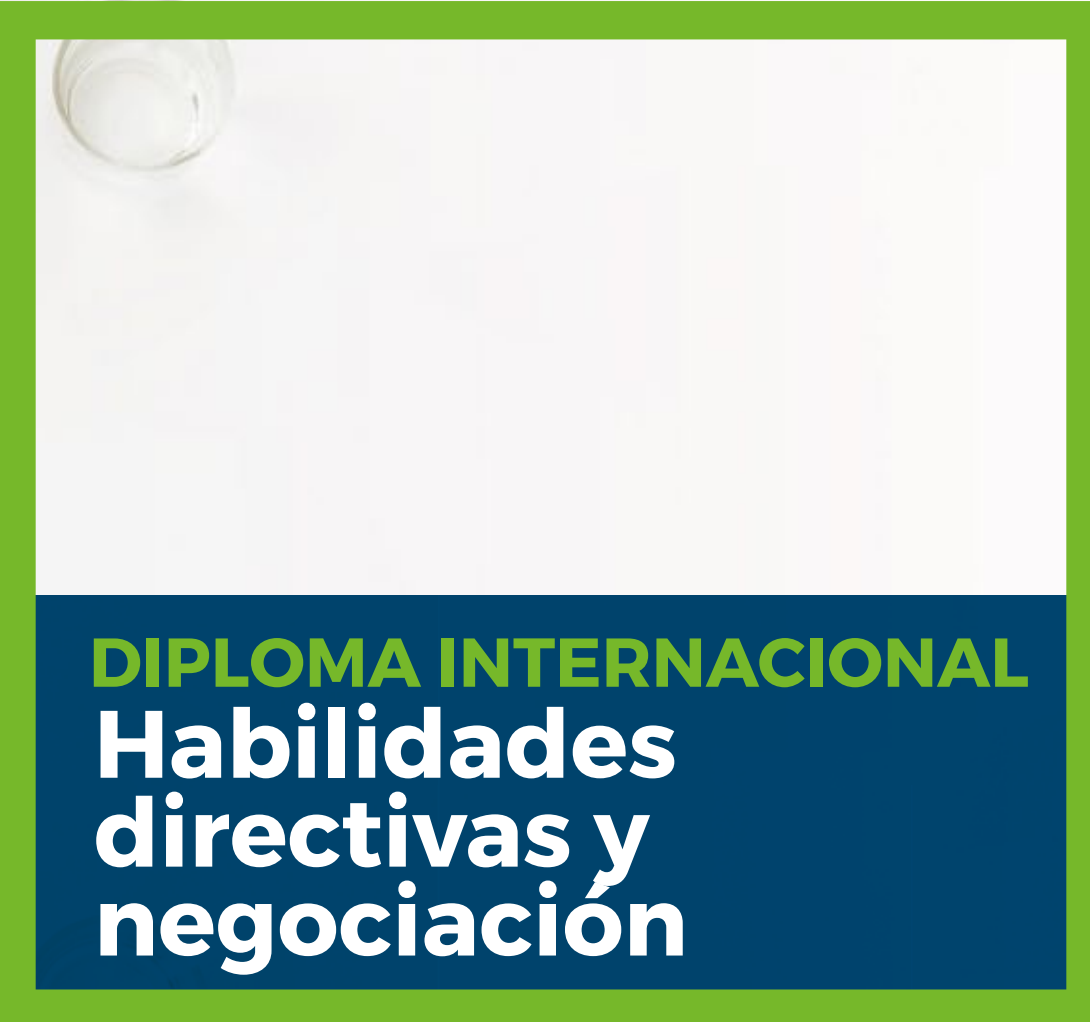 DIPLOMA INTERNACIONAL
Habilidades
directivas y
negociación